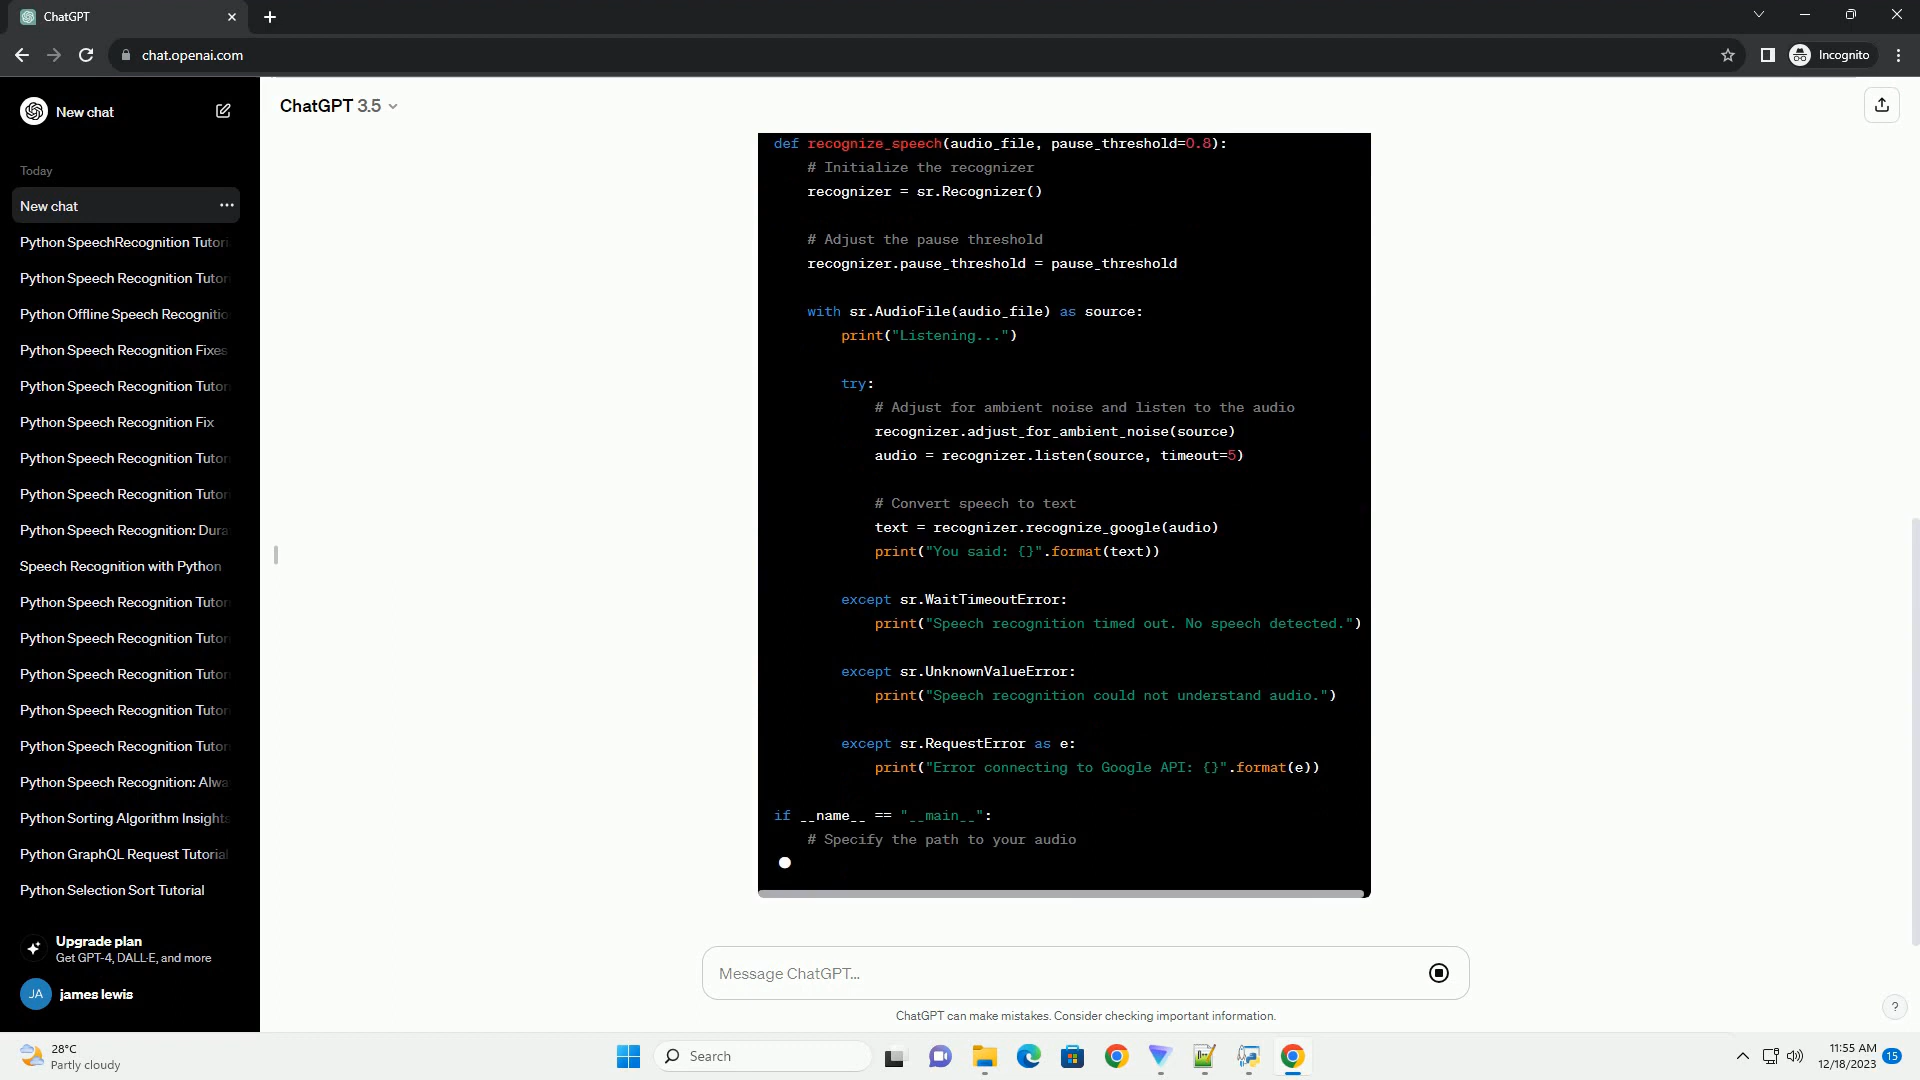 ChatGPT
chat.openai.com
Incognito
New chat
ChatGPT 3.5
Today
New chat
Python SpeechRecognition Tutori
Python Speech Recognition Tutor
Python Offline Speech Recognitio
Python Speech Recognition Fixes
Python Speech Recognition Tutor
Python Speech Recognition Fix
Python Speech Recognition Tutor
Python Speech Recognition Tutor
Python Speech Recognition: Dura
Speech Recognition with Python
Python Speech Recognition Tutor
Python Speech Recognition Tutor
Python Speech Recognition Tutor
Python Speech Recognition Tutor
Python Speech Recognition Tutor
Python Speech Recognition: Alwa
Python Sorting Algorithm Insights
Python GraphQL Request Tutorial
Python Selection Sort Tutorial
Upgrade plan
Get GPT-4, DALL·E, and more
JA
james lewis
def recognize_speech(audio_file, pause_threshold=0.8):
# Initialize the recognizer
recognizer = sr.Recognizer()
# Adjust the pause threshold
recognizer.pause_threshold = pause_threshold
with sr.AudioFile(audio_file) as source:
print("Listening...")
try:
# Adjust for ambient noise and listen to the audio
recognizer.adjust_for_ambient_noise(source)
audio = recognizer.listen(source, timeout=5)
# Convert speech to text
text = recognizer.recognize_google(audio)
print("You said: {}".format(text))
except sr.WaitTimeoutError:
print("Speech recognition timed out. No speech detected.")
except sr.UnknownValueError:
print("Speech recognition could not understand audio.")
except sr.RequestError as e:
print("Error connecting to Google API: {}".format(e))
if __name__ == "__main__":
# Specify the path to your audio
Message ChatGPT...
ChatGPT can make mistakes. Consider checking important information.
?
28°C
Partly cloudy
Search
11:55 AM
12/18/2023
15